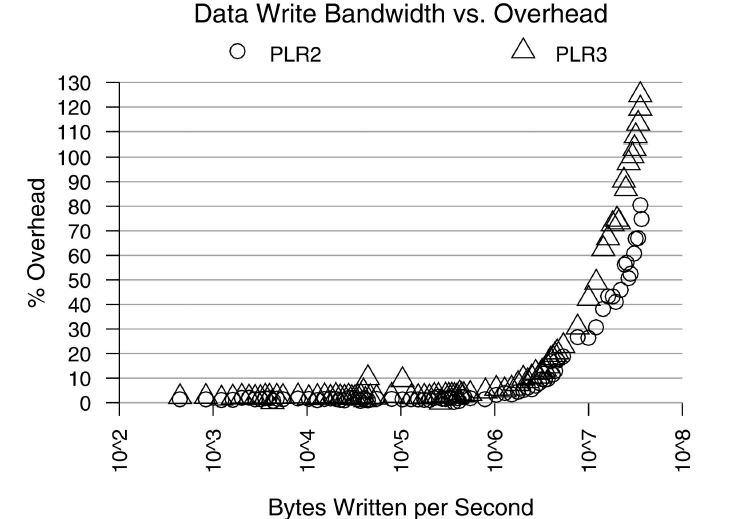 Data Write Bandwidth vs. Overhead
PLR2 PLR3
130
120
110
100
90
80
70
60
50
40
30
20
10
0
% Overhead
10^2 10^3 10^4 10^5 10^6 10^7 10^8
Bytes Written per Second